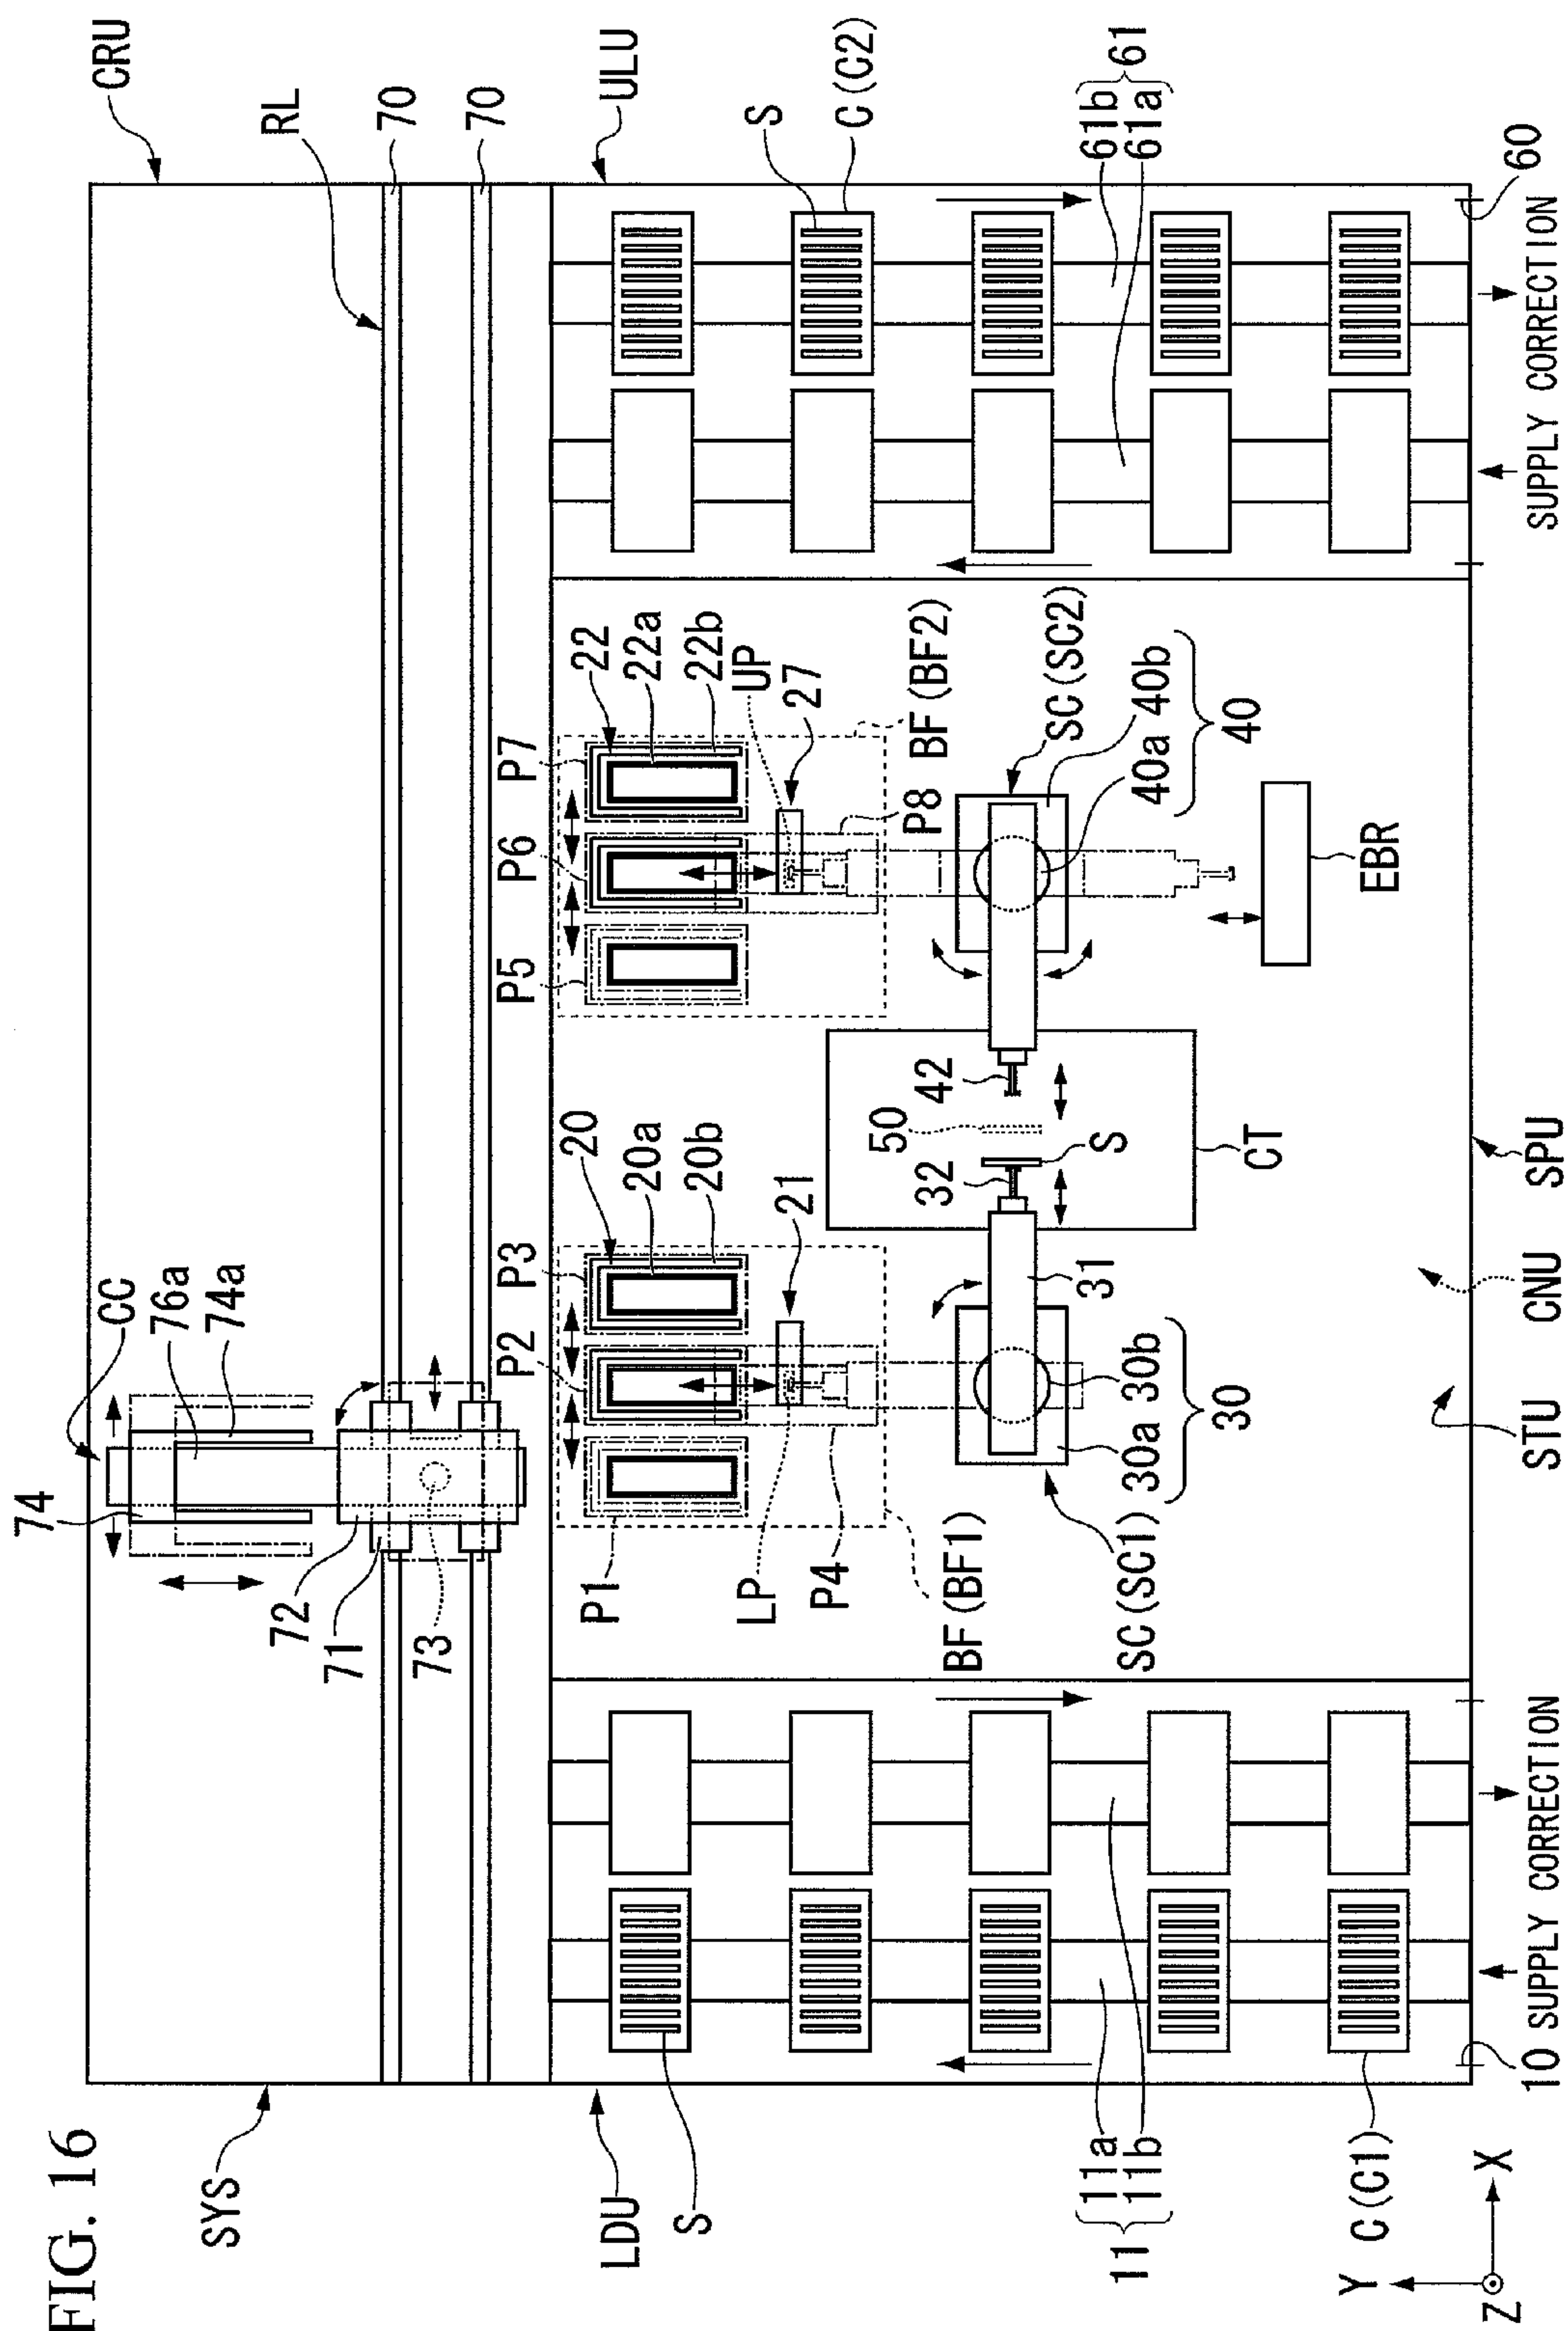 FIG. 16
SYS
74
CC
76a
74a
CRU
RL
72
71
73
70
70
LDU
S
P1
P2
P3
20
20a
20b
21
LP
P4
BF (BF1)
P5
P6
P7
22
22a
22b
UP
27
BF (BF2)
P8
ULU
S
C (C2)
61b
61a
61
11a
11b
11
C (C1)
SC (SC1)
30a
30b
30
31
32
S
50
42
CT
SC (SC2)
40a
40b
40
EBR
10
SUPPLY CORRECTION
STU
CNU
SPU
SUPPLY CORRECTION
60
Y
X
Z